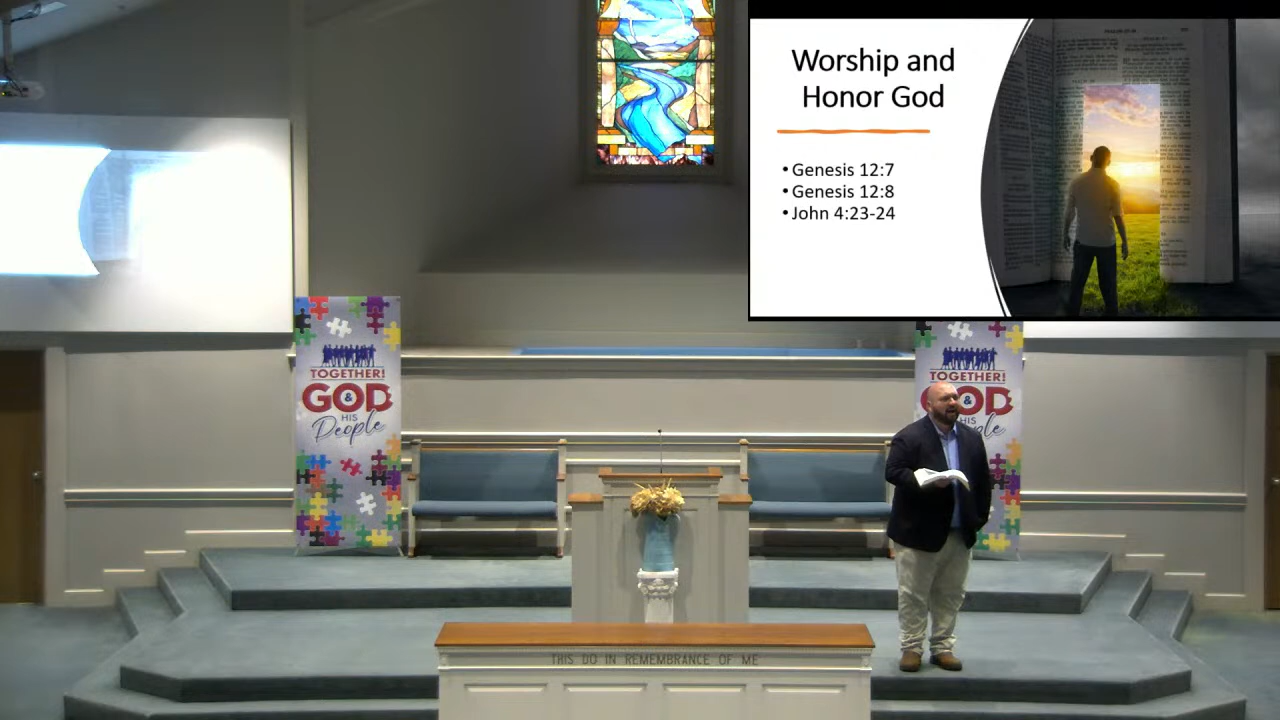 Worship and
Honor God
• Genesis 12:7
• Genesis 12:8
• John 4:23-24
TOGETHER!
GOD
&
HIS
People
TOGETHER!
GOD
&
HIS
THIS DO IN REMEMBRANCE OF ME